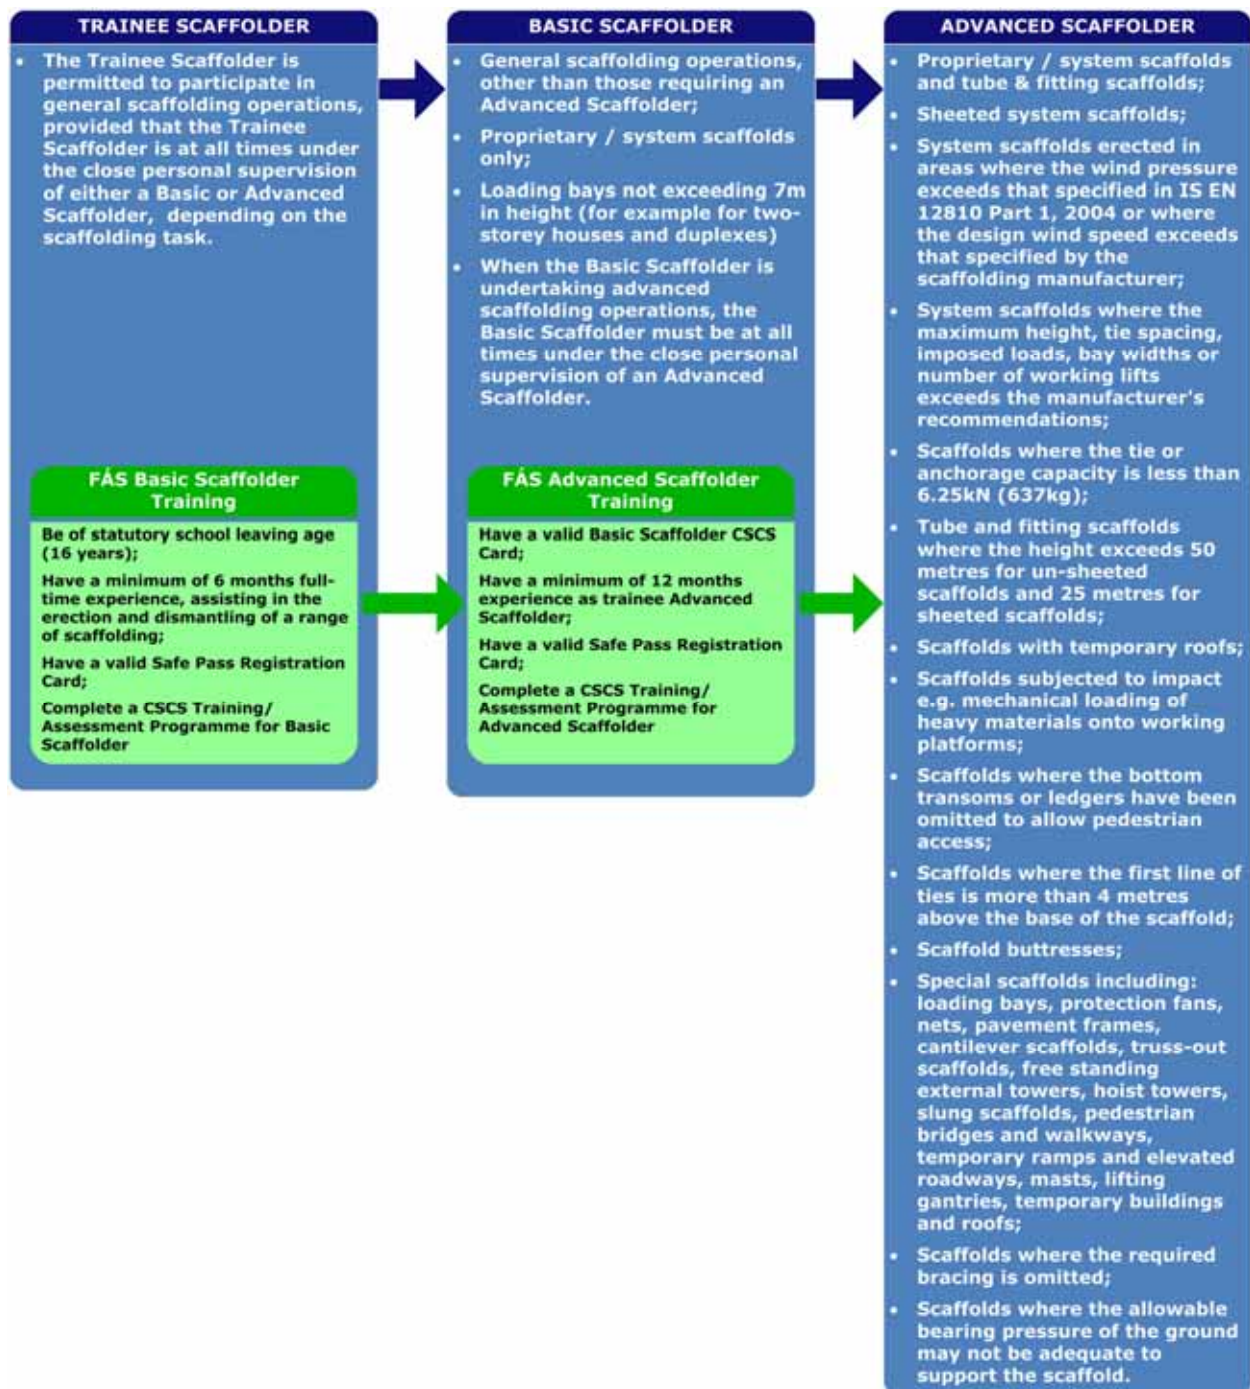 TRAINEE SCAFFOLDER
• The Trainee Scaffolder is
permitted to participate in
general scaffolding operations,
provided that the Trainee
Scaffolder is at all times under
the close personal supervision
of either a Basic or Advanced
Scaffolder, depending on the
scaffolding task.
FÁS Basic Scaffolder
Training
Be of statutory school leaving age
(16 years);
Have a minimum of 6 months full-
time experience, assisting in the
erection and dismantling of a range
of scaffolding;
Have a valid Safe Pass Registration
Card;
Complete a CSCS Training/
Assessment Programme for Basic
Scaffolder
BASIC SCAFFOLDER
• General scaffolding operations,
other than those requiring an
Advanced Scaffolder;
• Proprietary / system scaffolds
only;
• Loading bays not exceeding 7m
in height (for example for two-
storey houses and duplexes)
• When the Basic Scaffolder is
undertaking advanced
scaffolding operations, the
Basic Scaffolder must be at all
times under the close personal
supervision of an Advanced
Scaffolder.
FÁS Advanced Scaffolder
Training
Have a valid Basic Scaffolder CSCS
Card;
Have a minimum of 12 months
experience as trainee Advanced
Scaffolder;
Have a valid Safe Pass Registration
Card;
Complete a CSCS Training/
Assessment Programme for
Advanced Scaffolder
ADVANCED SCAFFOLDER
• Proprietary / system scaffolds
and tube & fitting scaffolds;
• Sheeted system scaffolds;
• System scaffolds erected in
areas where the wind pressure
exceeds that specified in IS EN
12810 Part 1, 2004 or where
the design wind speed exceeds
that specified by the
scaffolding manufacturer;
• System scaffolds where the
maximum height, tie spacing,
imposed loads, bay widths or
number of working lifts
exceeds the manufacturer's
recommendations;
• Scaffolds where the tie or
anchorage capacity is less than
6.25kN (637kg);
• Tube and fitting scaffolds
where the height exceeds 50
metres for un-sheeted
scaffolds and 25 metres for
sheeted scaffolds;
• Scaffolds with temporary roofs;
• Scaffolds subjected to impact
e.g. mechanical loading of
heavy materials onto working
platforms;
• Scaffolds where the bottom
transoms or ledgers have been
omitted to allow pedestrian
access;
• Scaffolds where the first line of
ties is more than 4 metres
above the base of the scaffold;
• Scaffold buttresses;
• Special scaffolds including:
loading bays, protection fans,
nets, pavement frames,
cantilever scaffolds, truss-out
scaffolds, free standing
external towers, hoist towers,
slung scaffolds, pedestrian
bridges and walkways,
temporary ramps and elevated
roadways, masts, lifting
gantries, temporary buildings
and roofs;
• Scaffolds where the required
bracing is omitted;
• Scaffolds where the allowable
bearing pressure of the ground
may not be adequate to
support the scaffold.